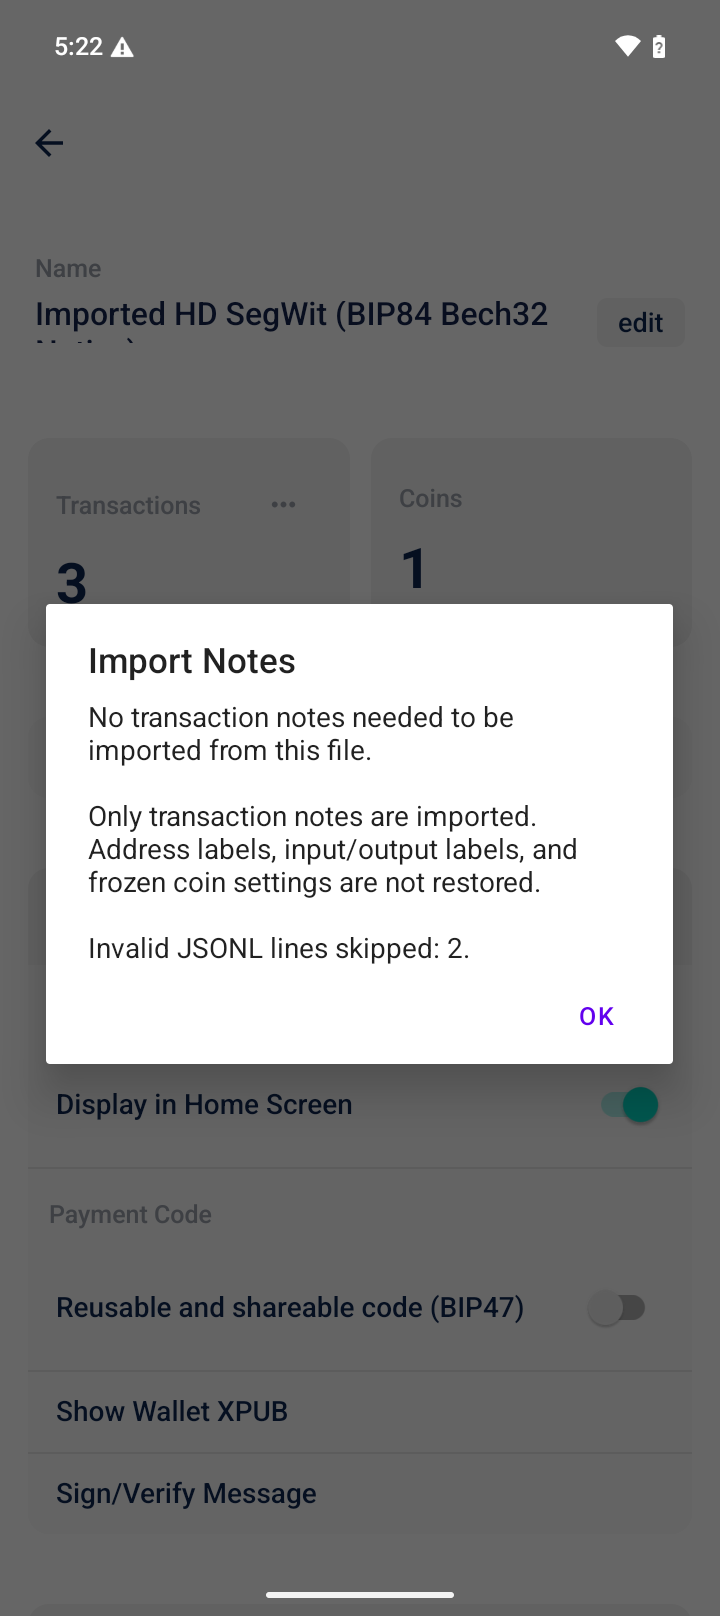 5:22
Name
Imported HD SegWit (BIP84 Bech32
edit
Transactions
Coins
3
1
Import Notes
No transaction notes needed to be
imported from this file.
Only transaction notes are imported.
Address labels, input/output labels, and
frozen coin settings are not restored.
Invalid JSONL lines skipped: 2.
OK
Display in Home Screen
Payment Code
Reusable and shareable code (BIP47)
Show Wallet XPUB
Sign/Verify Message